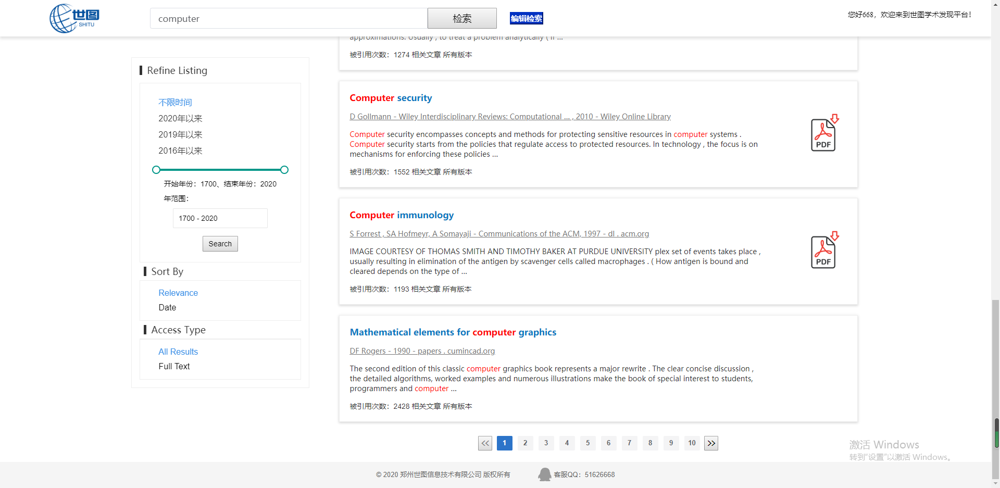 世图
SHITU
computer
检索
编辑检索
您好668，欢迎来到世图学术发现平台！
Refine Listing
不限时间
2020年以来
2019年以来
2016年以来
开始年份：1700、结束年份：2020
年范围：
1700 - 2020
Search
Sort By
Relevance
Date
Access Type
All Results
Full Text
approximations. Usually , to treat a problem analytically ( if ...
被引用次数：1274 相关文章 所有版本
Computer security
D Gollmann - Wiley Interdisciplinary Reviews: Computational ... , 2010 - Wiley Online Library
Computer security encompasses concepts and methods for protecting sensitive resources in computer systems .
Computer security starts from the policies that regulate access to protected resources. In technology , the focus is on
mechanisms for enforcing these policies ...
PDF
被引用次数：1552 相关文章 所有版本
Computer immunology
S Forrest , SA Hofmeyr, A Somayaji - Communications of the ACM, 1997 - dl . acm.org
IMAGE COURTESY OF THOMAS SMITH AND TIMOTHY BAKER AT PURDUE UNIVERSITY plex set of events takes place ,
usually resulting in elimination of the antigen by scavenger cells called macrophages . ( How antigen is bound and
cleared depends on the type of ...
PDF
被引用次数：1193 相关文章 所有版本
Mathematical elements for computer graphics
DF Rogers - 1990 - papers . cumincad.org
The second edition of this classic computer graphics book represents a major rewrite . The clear concise discussion ,
the detailed algorithms, worked examples and numerous illustrations make the book of special interest to students,
programmers and computer ...
被引用次数：2428 相关文章 所有版本
<< 1 2 3 4 5 6 7 8 9 10 >>
激活 Windows
转到"设置"以激活 Windows。
© 2020 郑州世图信息技术有限公司 版权所有
客服QQ：51626668